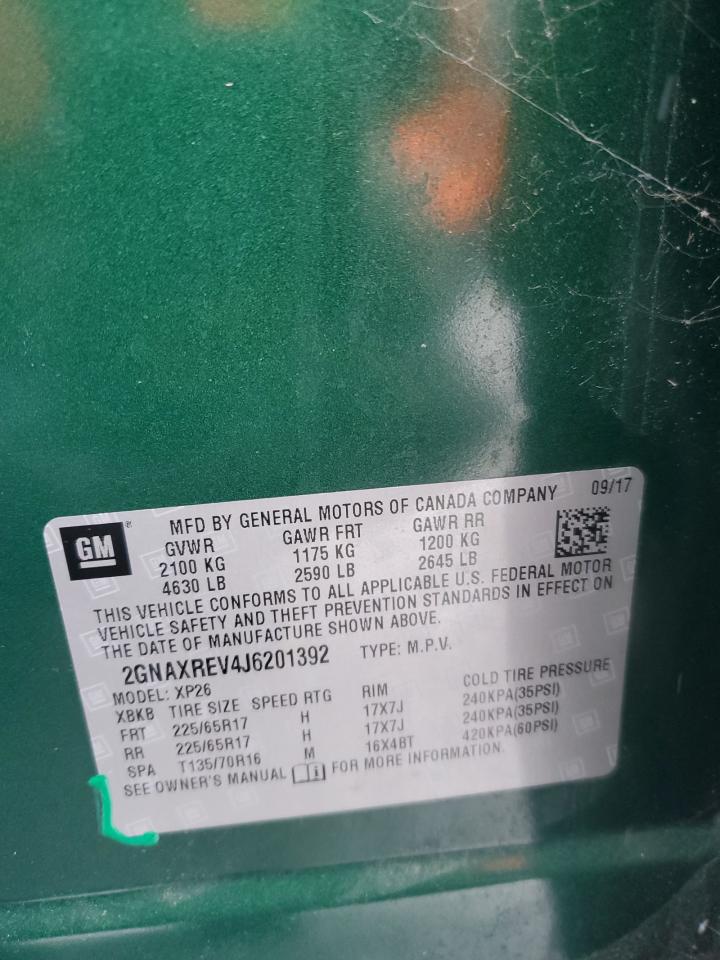 GM ®
MFD BY GENERAL MOTORS OF CANADA COMPANY 09/17
GVWR GAWR FRT GAWR RR
2100 KG 1175 KG 1200 KG
4630 LB 2590 LB 2645 LB
THIS VEHICLE CONFORMS TO ALL APPLICABLE U.S. FEDERAL MOTOR
VEHICLE SAFETY AND THEFT PREVENTION STANDARDS IN EFFECT ON
THE DATE OF MANUFACTURE SHOWN ABOVE.
2GNAXREV4J6201392 TYPE: M.P.V.
MODEL: XP26
XBKB TIRE SIZE SPEED RTG RIM COLD TIRE PRESSURE
FRT 225/65R17 H 17X7J 240KPA(35PSI)
RR 225/65R17 H 17X7J 240KPA(35PSI)
SPA T135/70R16 M 16X4BT 420KPA(60PSI)
SEE OWNER'S MANUAL i FOR MORE INFORMATION.